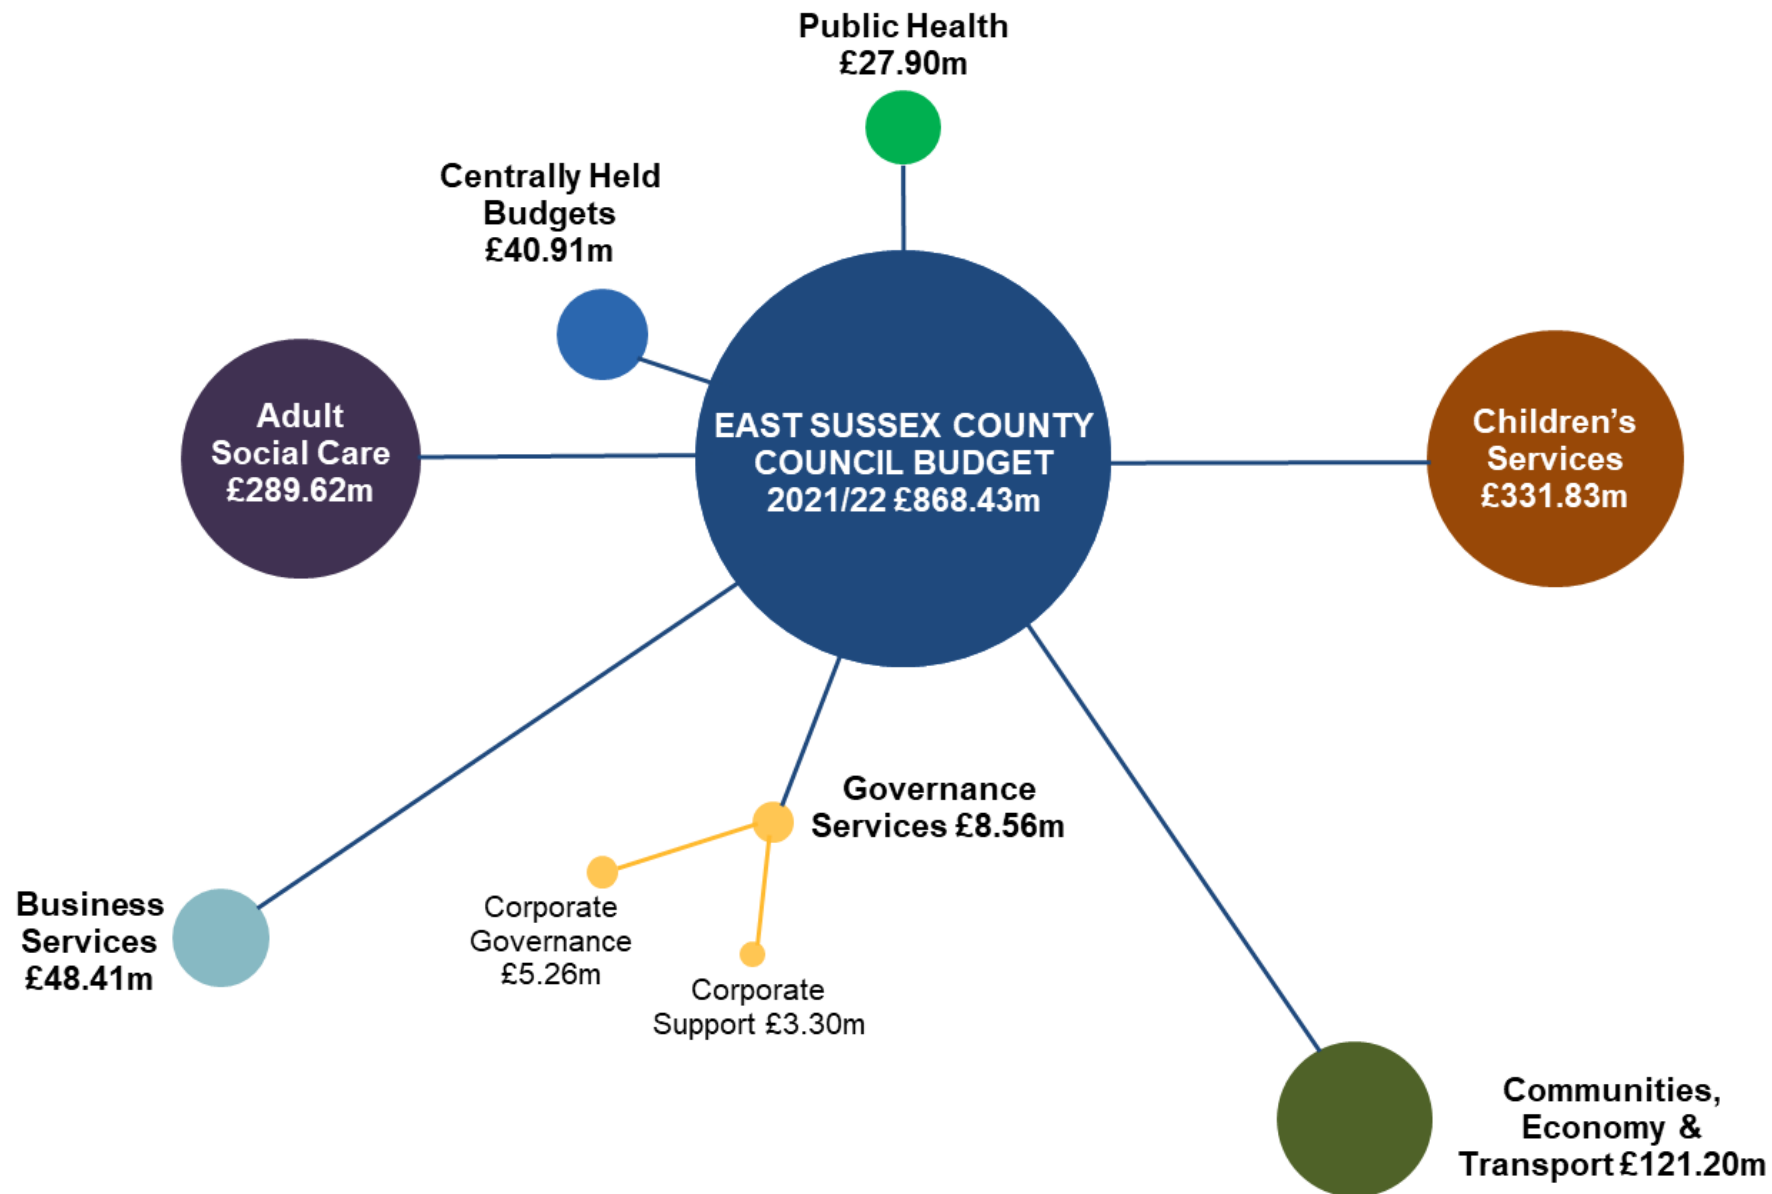 Public Health
£27.90m
Centrally Held
Budgets
£40.91m
Adult
Social Care
£289.62m
EAST SUSSEX COUNTY
COUNCIL BUDGET
2021/22 £868.43m
Children’s
Services
£331.83m
Governance
Services £8.56m
Business
Services
£48.41m
Corporate
Governance
£5.26m
Corporate
Support £3.30m
Communities,
Economy &
Transport £121.20m